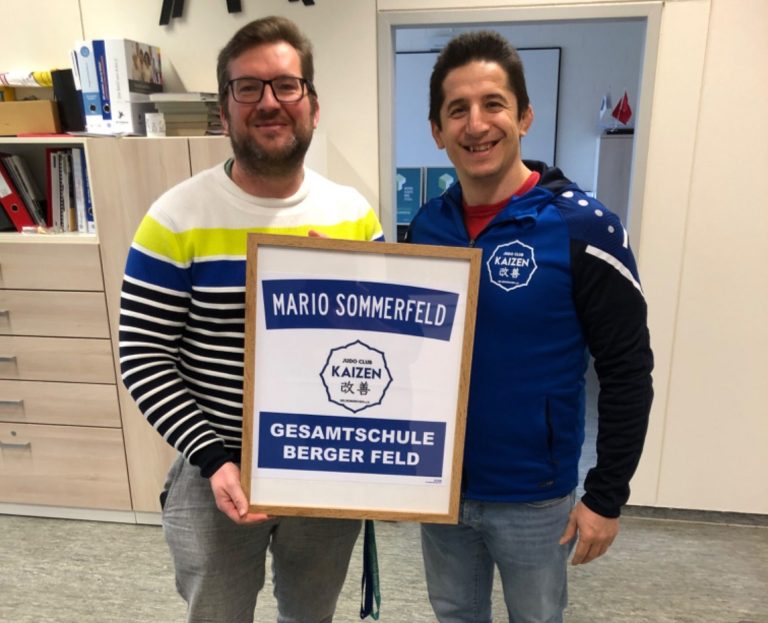 MARIO SOMMERFELD
JUDO CLUB
KAIZEN
改善
GESAMTSCHULE
BERGER FELD
JUDO CLUB
KAIZEN
改善